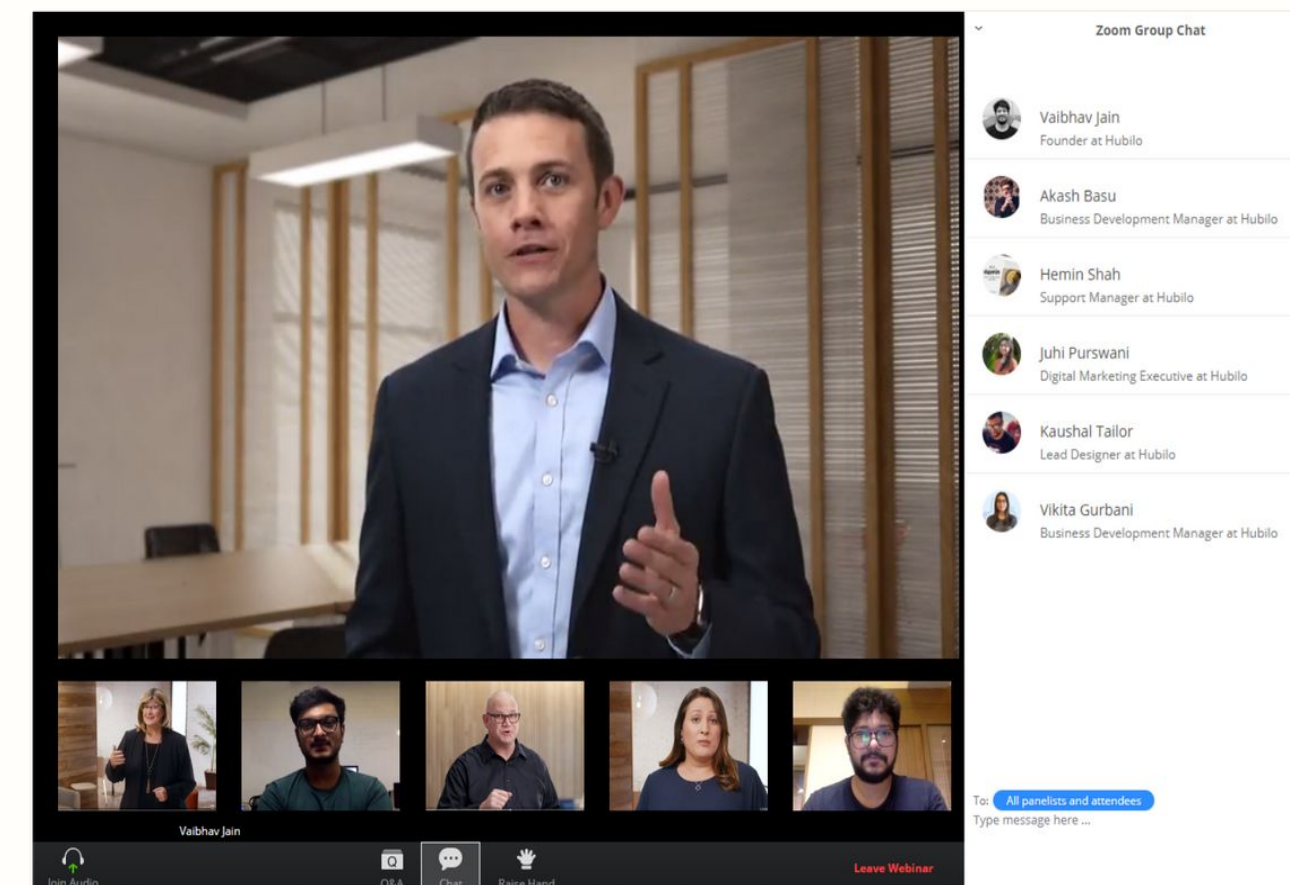 Zoom Group Chat
Vaibhav Jain
Founder at Hubilo
Akash Basu
Business Development Manager at Hubilo
Hemin Shah
Support Manager at Hubilo
Juhi Purswani
Digital Marketing Executive at Hubilo
Kaushal Tailor
Lead Designer at Hubilo
Vikita Gurbani
Business Development Manager at Hubilo
To: All panelists and attendees
Type message here ...
Vaibhav Jain
Join Audio
Q
Q&A
Chat
Raise Hand
Leave Webinar